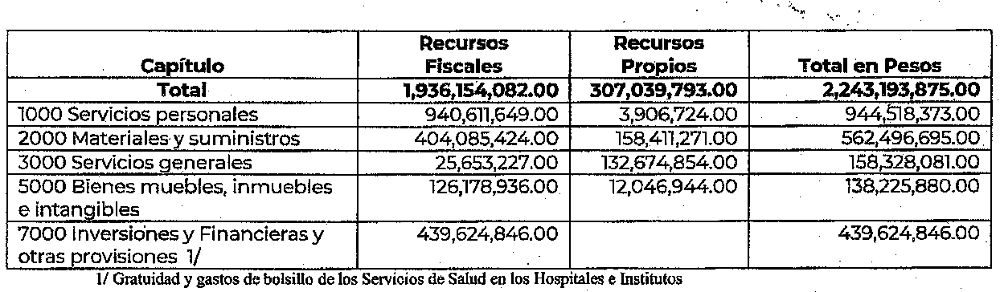 Capítulo Recursos Fiscales Recursos Propios Total en Pesos
Total 1,936,154,082.00 307,039,793.00 2,243,193,875.00
1000 Servicios personales 940,611,649.00 3,906,724.00 944,518,373.00
2000 Materiales y suministros 404,085,424.00 158,411,271.00 562,496,695.00
3000 Servicios generales 25,653,227.00 132,674,854.00 158,328,081.00
5000 Bienes muebles, inmuebles 126,178,936.00 12,046,944.00 138,225,880.00
e intangibles
7000 Inversiones y Financieras y 439,624,846.00 439,624,846.00
otras provisiones 1/
1/ Gratuidad y gastos de bolsillo de los Servicios de Salud en los Hospitales e Institutos